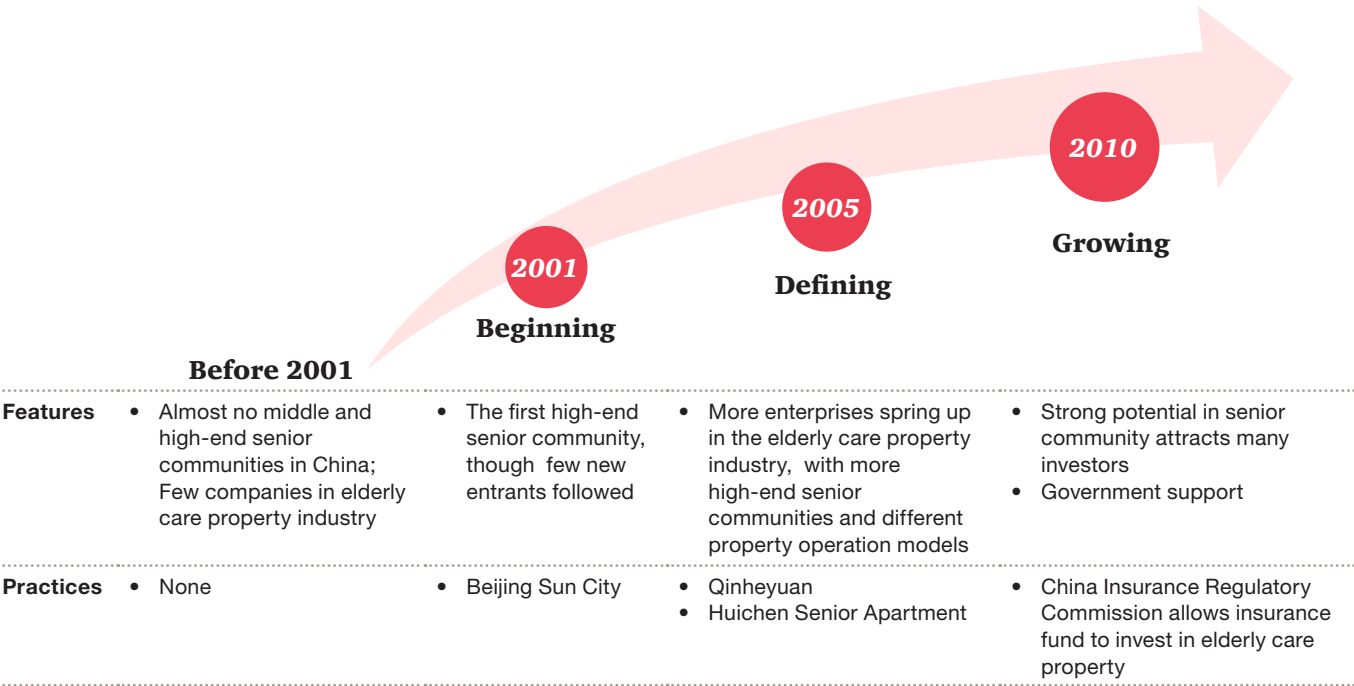 2001
2005
2010
Growing
Defining
Beginning
Before 2001
Features
• Almost no middle and
high-end senior
communities in China;
Few companies in elderly
care property industry
• The first high-end
senior community,
though  few new
entrants followed
• More enterprises spring up
in the elderly care property
industry,  with more
high-end senior
communities and different
property operation models
• Strong potential in senior
community attracts many
investors
• Government support
Practices
• None
• Beijing Sun City
• Qinheyuan
• Huichen Senior Apartment
• China Insurance Regulatory
Commission allows insurance
fund to invest in elderly care
property